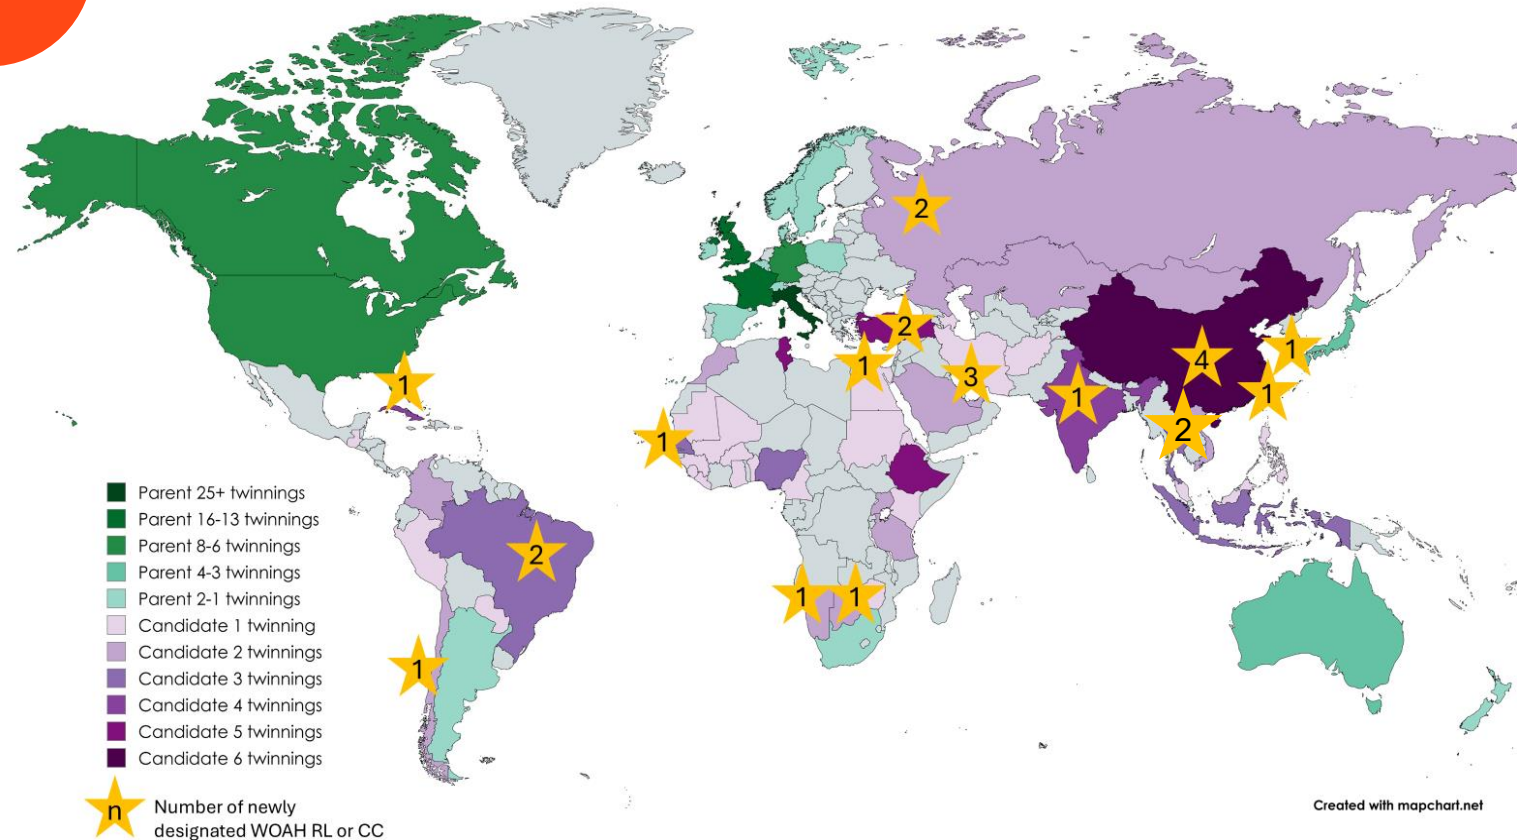 2
2
1
3
1
4
1
1
2
1
1
2
1
1
1
Parent 25+ twinnings
Parent 16-13 twinnings
Parent 8-6 twinnings
Parent 4-3 twinnings
Parent 2-1 twinnings
Candidate 1 twinning
Candidate 2 twinnings
Candidate 3 twinnings
Candidate 4 twinnings
Candidate 5 twinnings
Candidate 6 twinnings
n
Number of newly
designated WOAH RL or CC
Created with mapchart.net